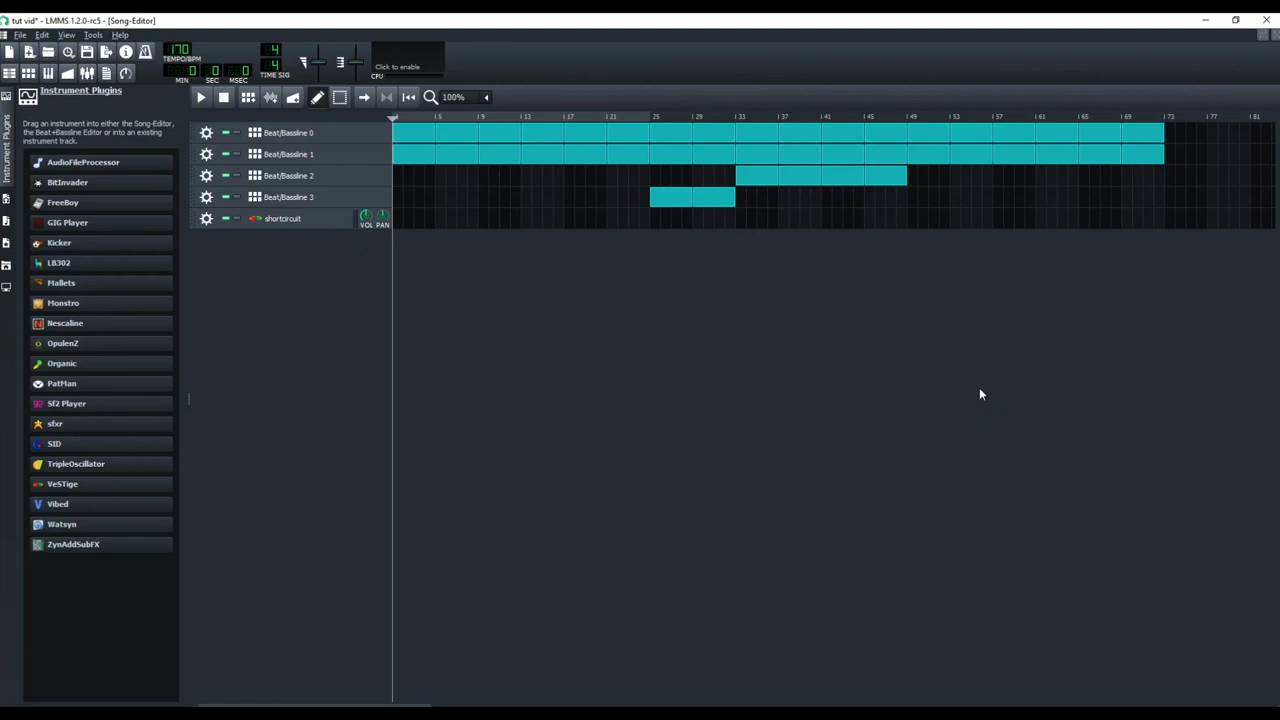 tut vid* - LMMS 1.2.0-rc5 - [Song-Editor]
File Edit View Tools Help
170
TEMPO/BPM
4
4
TIME SIG
0 0 0
MIN SEC MSEC
Click to enable
CPU
Instrument Plugins
Instrument Plugins
Drag an instrument into either the Song-Editor,
the Beat+Bassline Editor or into an existing
instrument track.
AudioFileProcessor
BitInvader
FreeBoy
GIG Player
Kicker
LB302
Mallets
Monstro
Nescaline
OpulenZ
Organic
PatMan
Sf2 Player
sfxr
SID
TripleOscillator
VeSTige
Vibed
Watsyn
ZynAddSubFX
100%
5 9 13 17 21 25 29 33 37 41 45 49 53 57 61 65 69 73 77 81
Beat/Bassline 0
Beat/Bassline 1
Beat/Bassline 2
Beat/Bassline 3
shortcircuit
VOL PAN